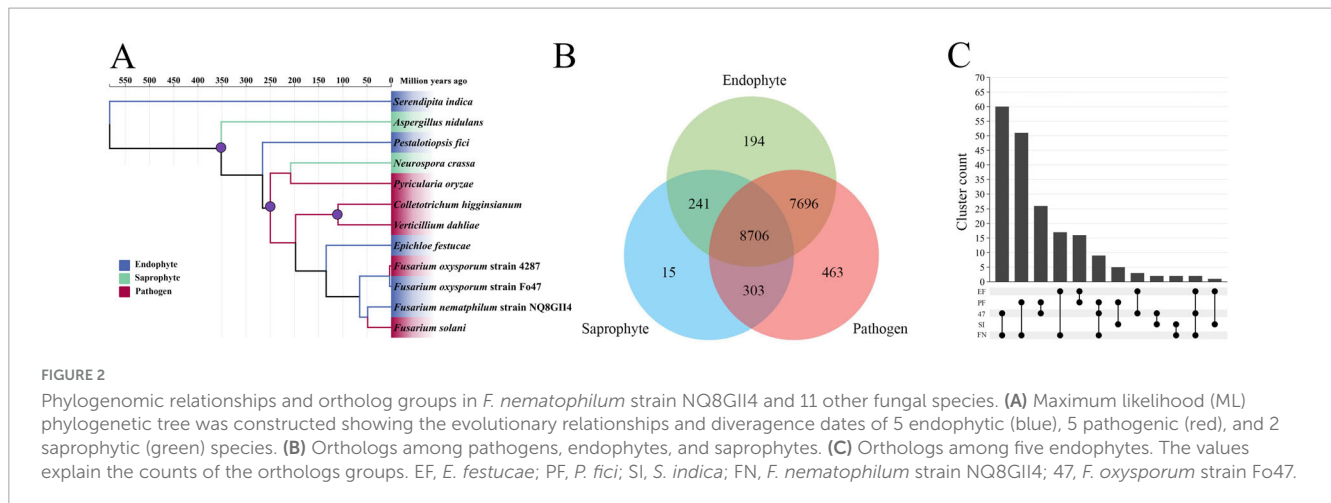 A
550 500 450 400 350 300 250 200 150 100 50 0 Million years ago
Serendipita indica
Aspergillus nidulans
Pestalotiopsis fici
Neurospora crassa
Pyricularia oryzae
Colletotrichum higginsianum
Verticillium dahliae
Epichloe festucae
Fusarium oxysporum strain 4287
Fusarium oxysporum strain Fo47
Fusarium nematphilum strain NQ8GII4
Fusarium solani
Endophyte
Saprophyte
Pathogen
B
Endophyte
194
241
7696
8706
15
303
463
Saprophyte
Pathogen
C
Cluster count
70
65
60
55
50
45
40
35
30
25
20
15
10
5
0
EF
PF
47
SI
FN
FIGURE 2
Phylogenomic relationships and ortholog groups in F. nematophilum strain NQ8GII4 and 11 other fungal species. (A) Maximum likelihood (ML)
phylogenetic tree was constructed showing the evolutionary relationships and diveragence dates of 5 endophytic (blue), 5 pathogenic (red), and 2
saprophytic (green) species. (B) Orthologs among pathogens, endophytes, and saprophytes. (C) Orthologs among five endophytes. The values
explain the counts of the orthologs groups. EF, E. festucae; PF, P. fici; SI, S. indica; FN, F. nematophilum strain NQ8GII4; 47, F. oxysporum strain Fo47.